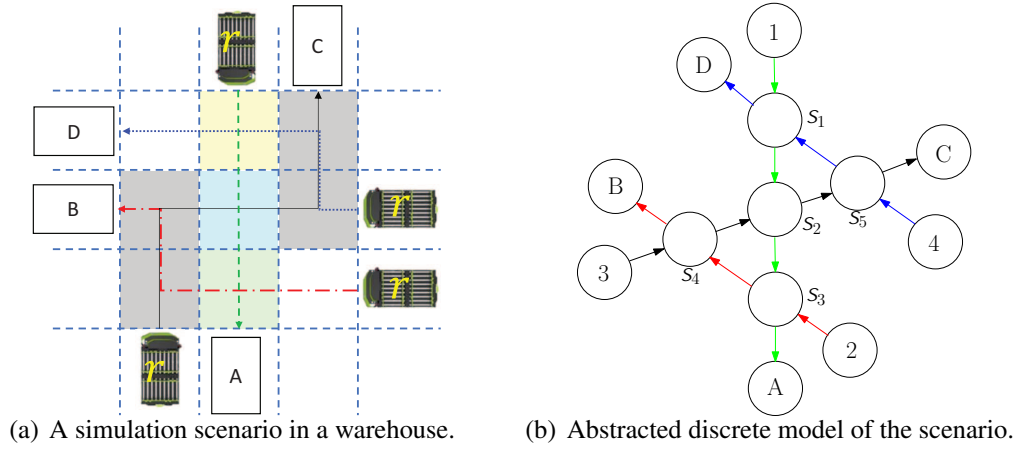 r
C
D
B
r
r
r
A
(a) A simulation scenario in a warehouse.
1
D
S1
C
B
S2
S5
3
S4
4
S3
2
A
(b) Abstracted discrete model of the scenario.